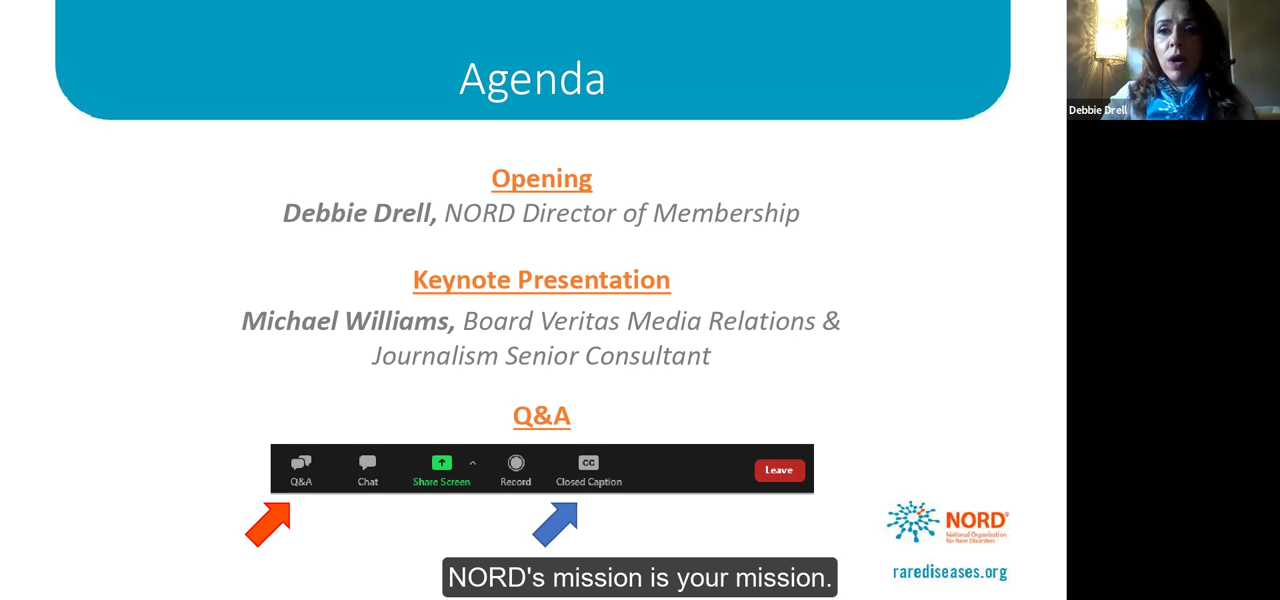 Agenda
Debbie Drell
Opening
Debbie Drell, NORD Director of Membership
Keynote Presentation
Michael Williams, Board Veritas Media Relations &
Journalism Senior Consultant
Q&A
Q&A Chat Share Screen Record CC Closed Caption Leave
NORD®
National Organization
for Rare Disorders
rarediseases.org
NORD's mission is your mission.